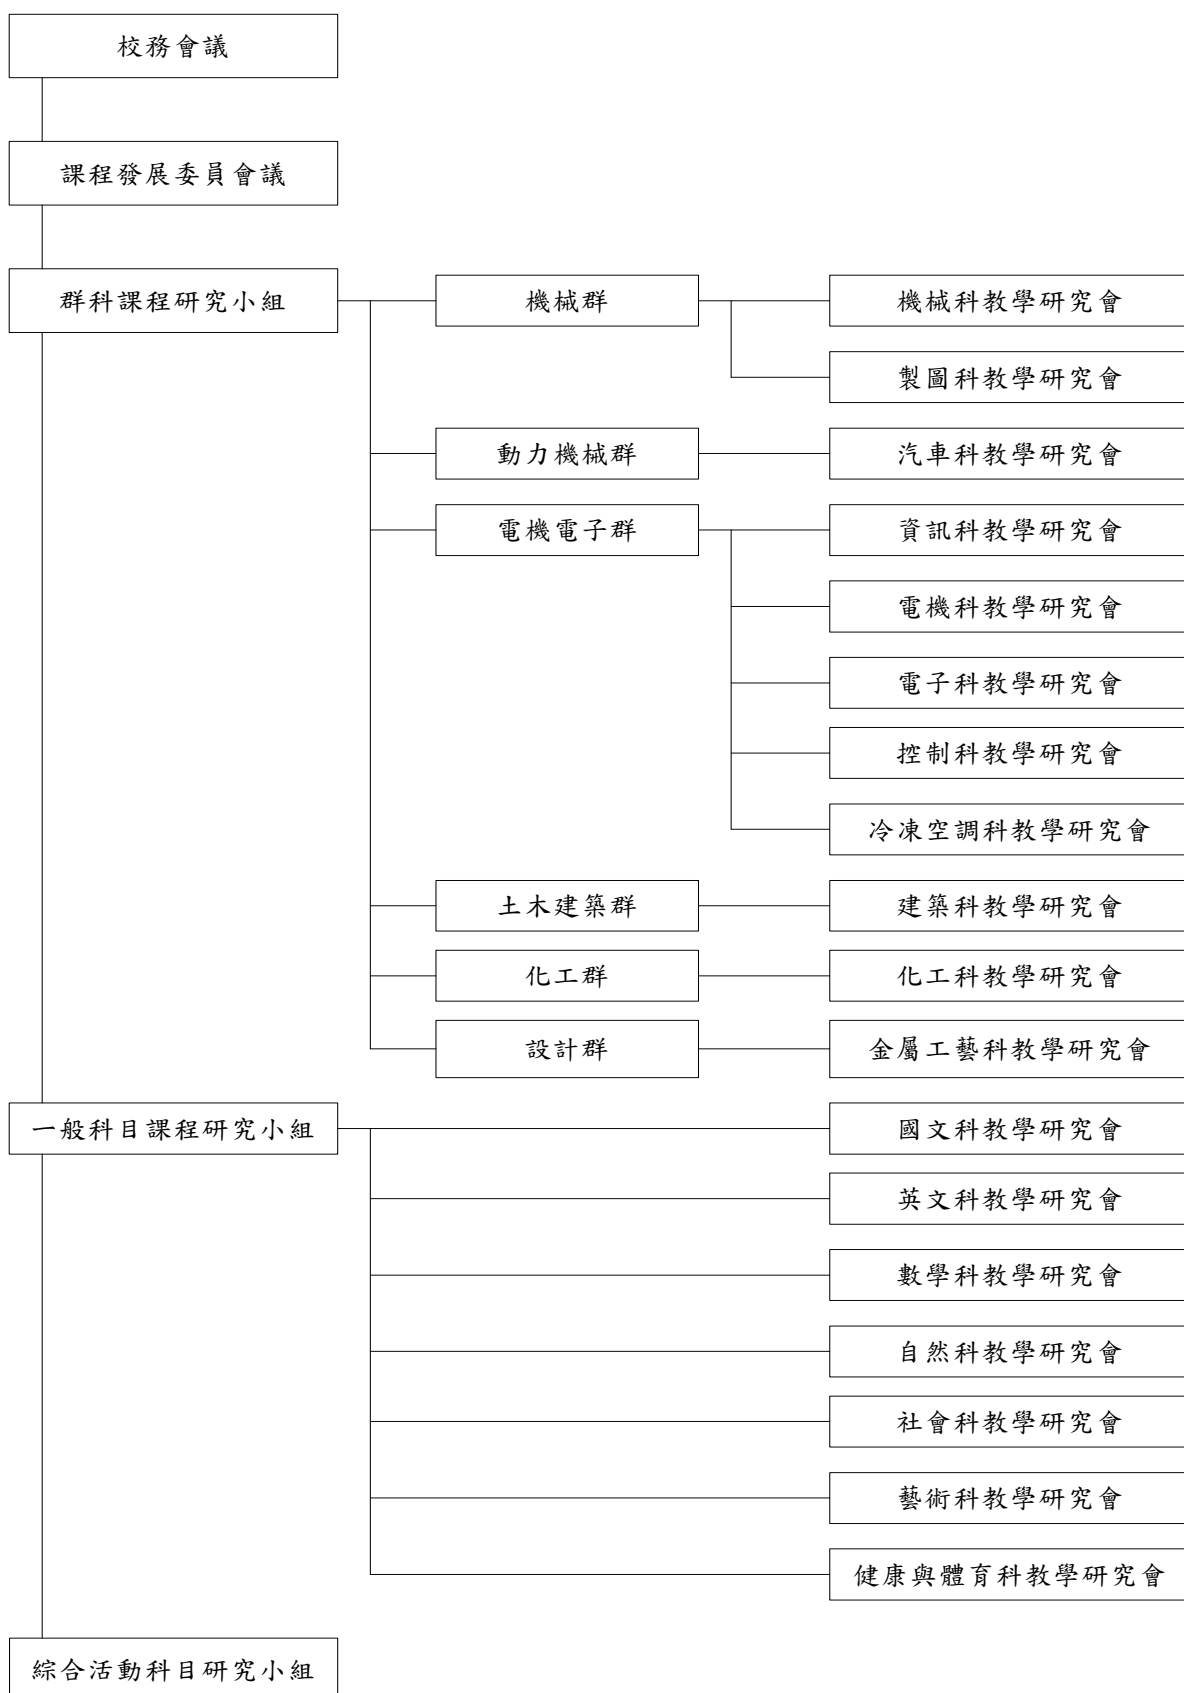 校務會議
課程發展委員會議
群科課程研究小組
機械群
機械科教學研究會
製圖科教學研究會
動力機械群
汽車科教學研究會
電機電子群
資訊科教學研究會
電機科教學研究會
電子科教學研究會
控制科教學研究會
冷凍空調科教學研究會
土木建築群
建築科教學研究會
化工群
化工科教學研究會
設計群
金屬工藝科教學研究會
一般科目課程研究小組
國文科教學研究會
英文科教學研究會
數學科教學研究會
自然科教學研究會
社會科教學研究會
藝術科教學研究會
健康與體育科教學研究會
綜合活動科目研究小組